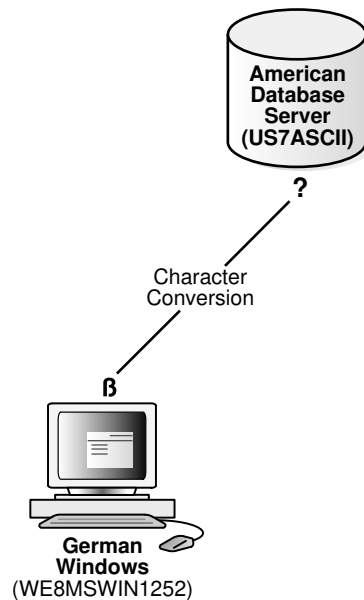 American
Database
Server
(US7ASCII)
?
Character
Conversion
ß
German
Windows
(WE8MSWIN1252)